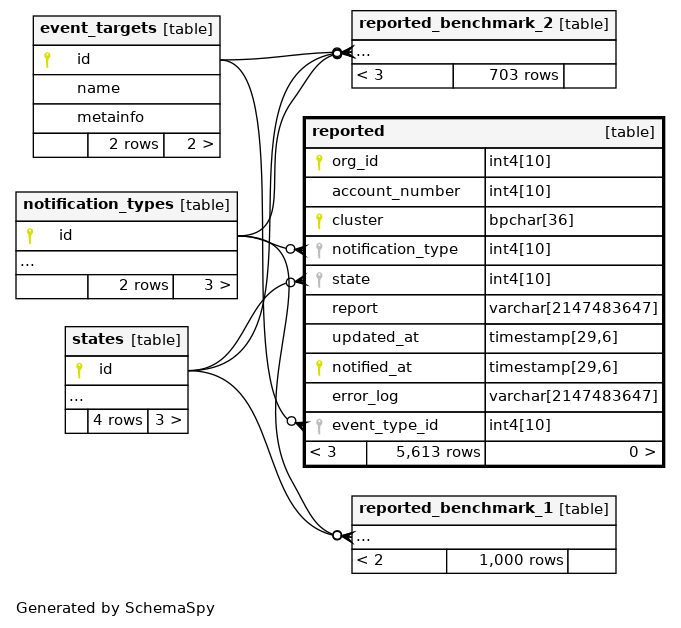 event_targets [table]
id
name
metainfo
2 rows 2 >
notification_types [table]
id
...
2 rows 3 >
states [table]
id
...
4 rows 3 >
reported_benchmark_2 [table]
...
< 3 703 rows
reported [table]
org_id int4[10]
account_number int4[10]
cluster bpchar[36]
notification_type int4[10]
state int4[10]
report varchar[2147483647]
updated_at timestamp[29,6]
notified_at timestamp[29,6]
error_log varchar[2147483647]
event_type_id int4[10]
< 3 5,613 rows 0 >
reported_benchmark_1 [table]
...
< 2 1,000 rows
Generated by SchemaSpy